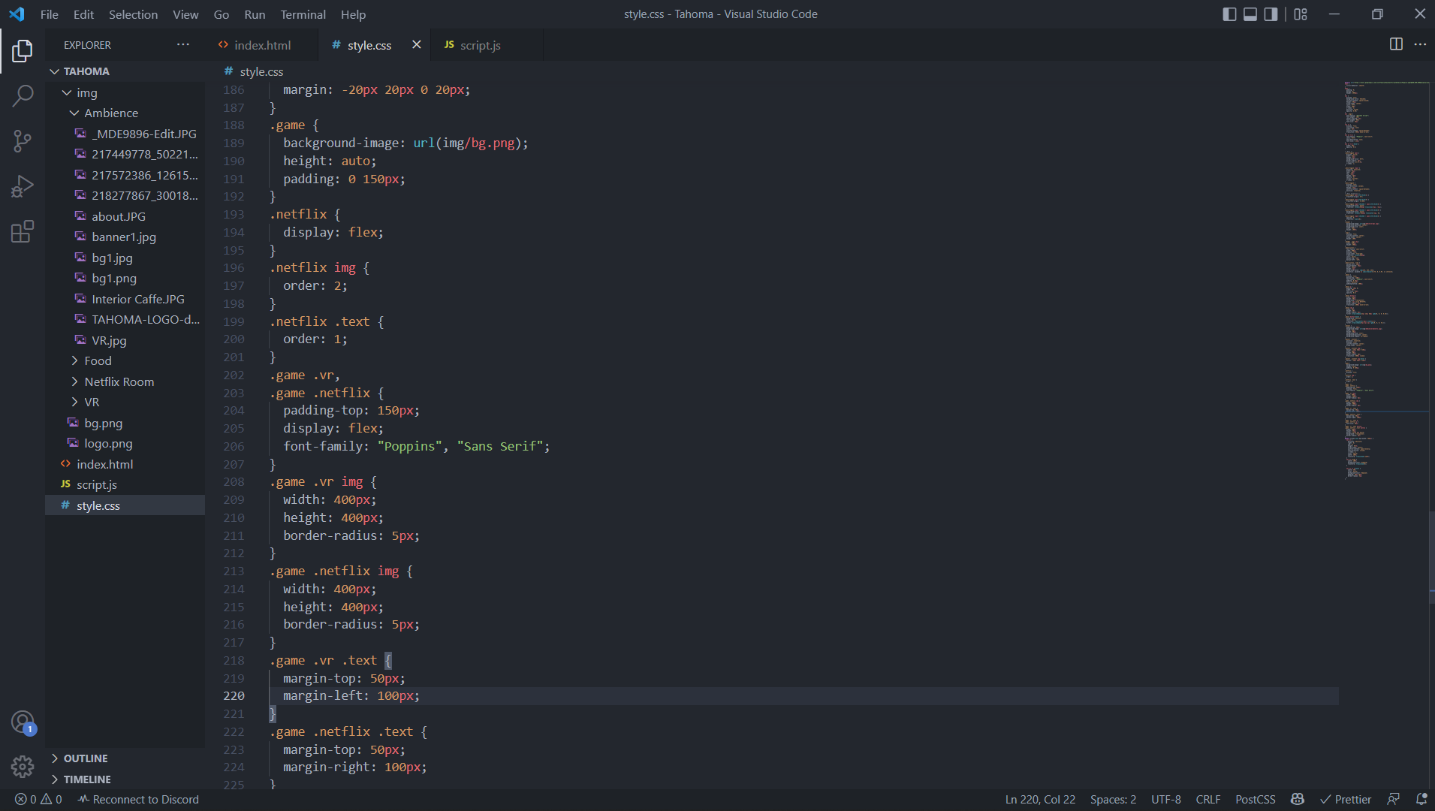 File Edit Selection View Go Run Terminal Help
style.css - Tahoma - Visual Studio Code
EXPLORER
index.html
# style.css
JS script.js
TAHOMA
# style.css
img
Ambience
_MDE9896-Edit.JPG
217449778_50221...
217572386_12615...
218277867_30018...
about.JPG
banner1.jpg
bg1.jpg
bg1.png
Interior Caffe.JPG
TAHOMA-LOGO-d...
VR.jpg
Food
Netflix Room
VR
bg.png
logo.png
index.html
JS script.js
# style.css
OUTLINE
TIMELINE
1
186 margin: -20px 20px 0 20px;
187 }
188 .game {
189 background-image: url(img/bg.png);
190 height: auto;
191 padding: 0 150px;
192 }
193 .netflix {
194 display: flex;
195 }
196 .netflix img {
197 order: 2;
198 }
199 .netflix .text {
200 order: 1;
201 }
202 .game .vr,
203 .game .netflix {
204 padding-top: 150px;
205 display: flex;
206 font-family: "Poppins", "Sans Serif";
207 }
208 .game .vr img {
209 width: 400px;
210 height: 400px;
211 border-radius: 5px;
212 }
213 .game .netflix img {
214 width: 400px;
215 height: 400px;
216 border-radius: 5px;
217 }
218 .game .vr .text {
219 margin-top: 50px;
220 margin-left: 100px;
221 }
222 .game .netflix .text {
223 margin-top: 50px;
224 margin-right: 100px;
225 }
0 0 Reconnect to Discord
Ln 220, Col 22 Spaces: 2 UTF-8 CRLF PostCSS Prettier